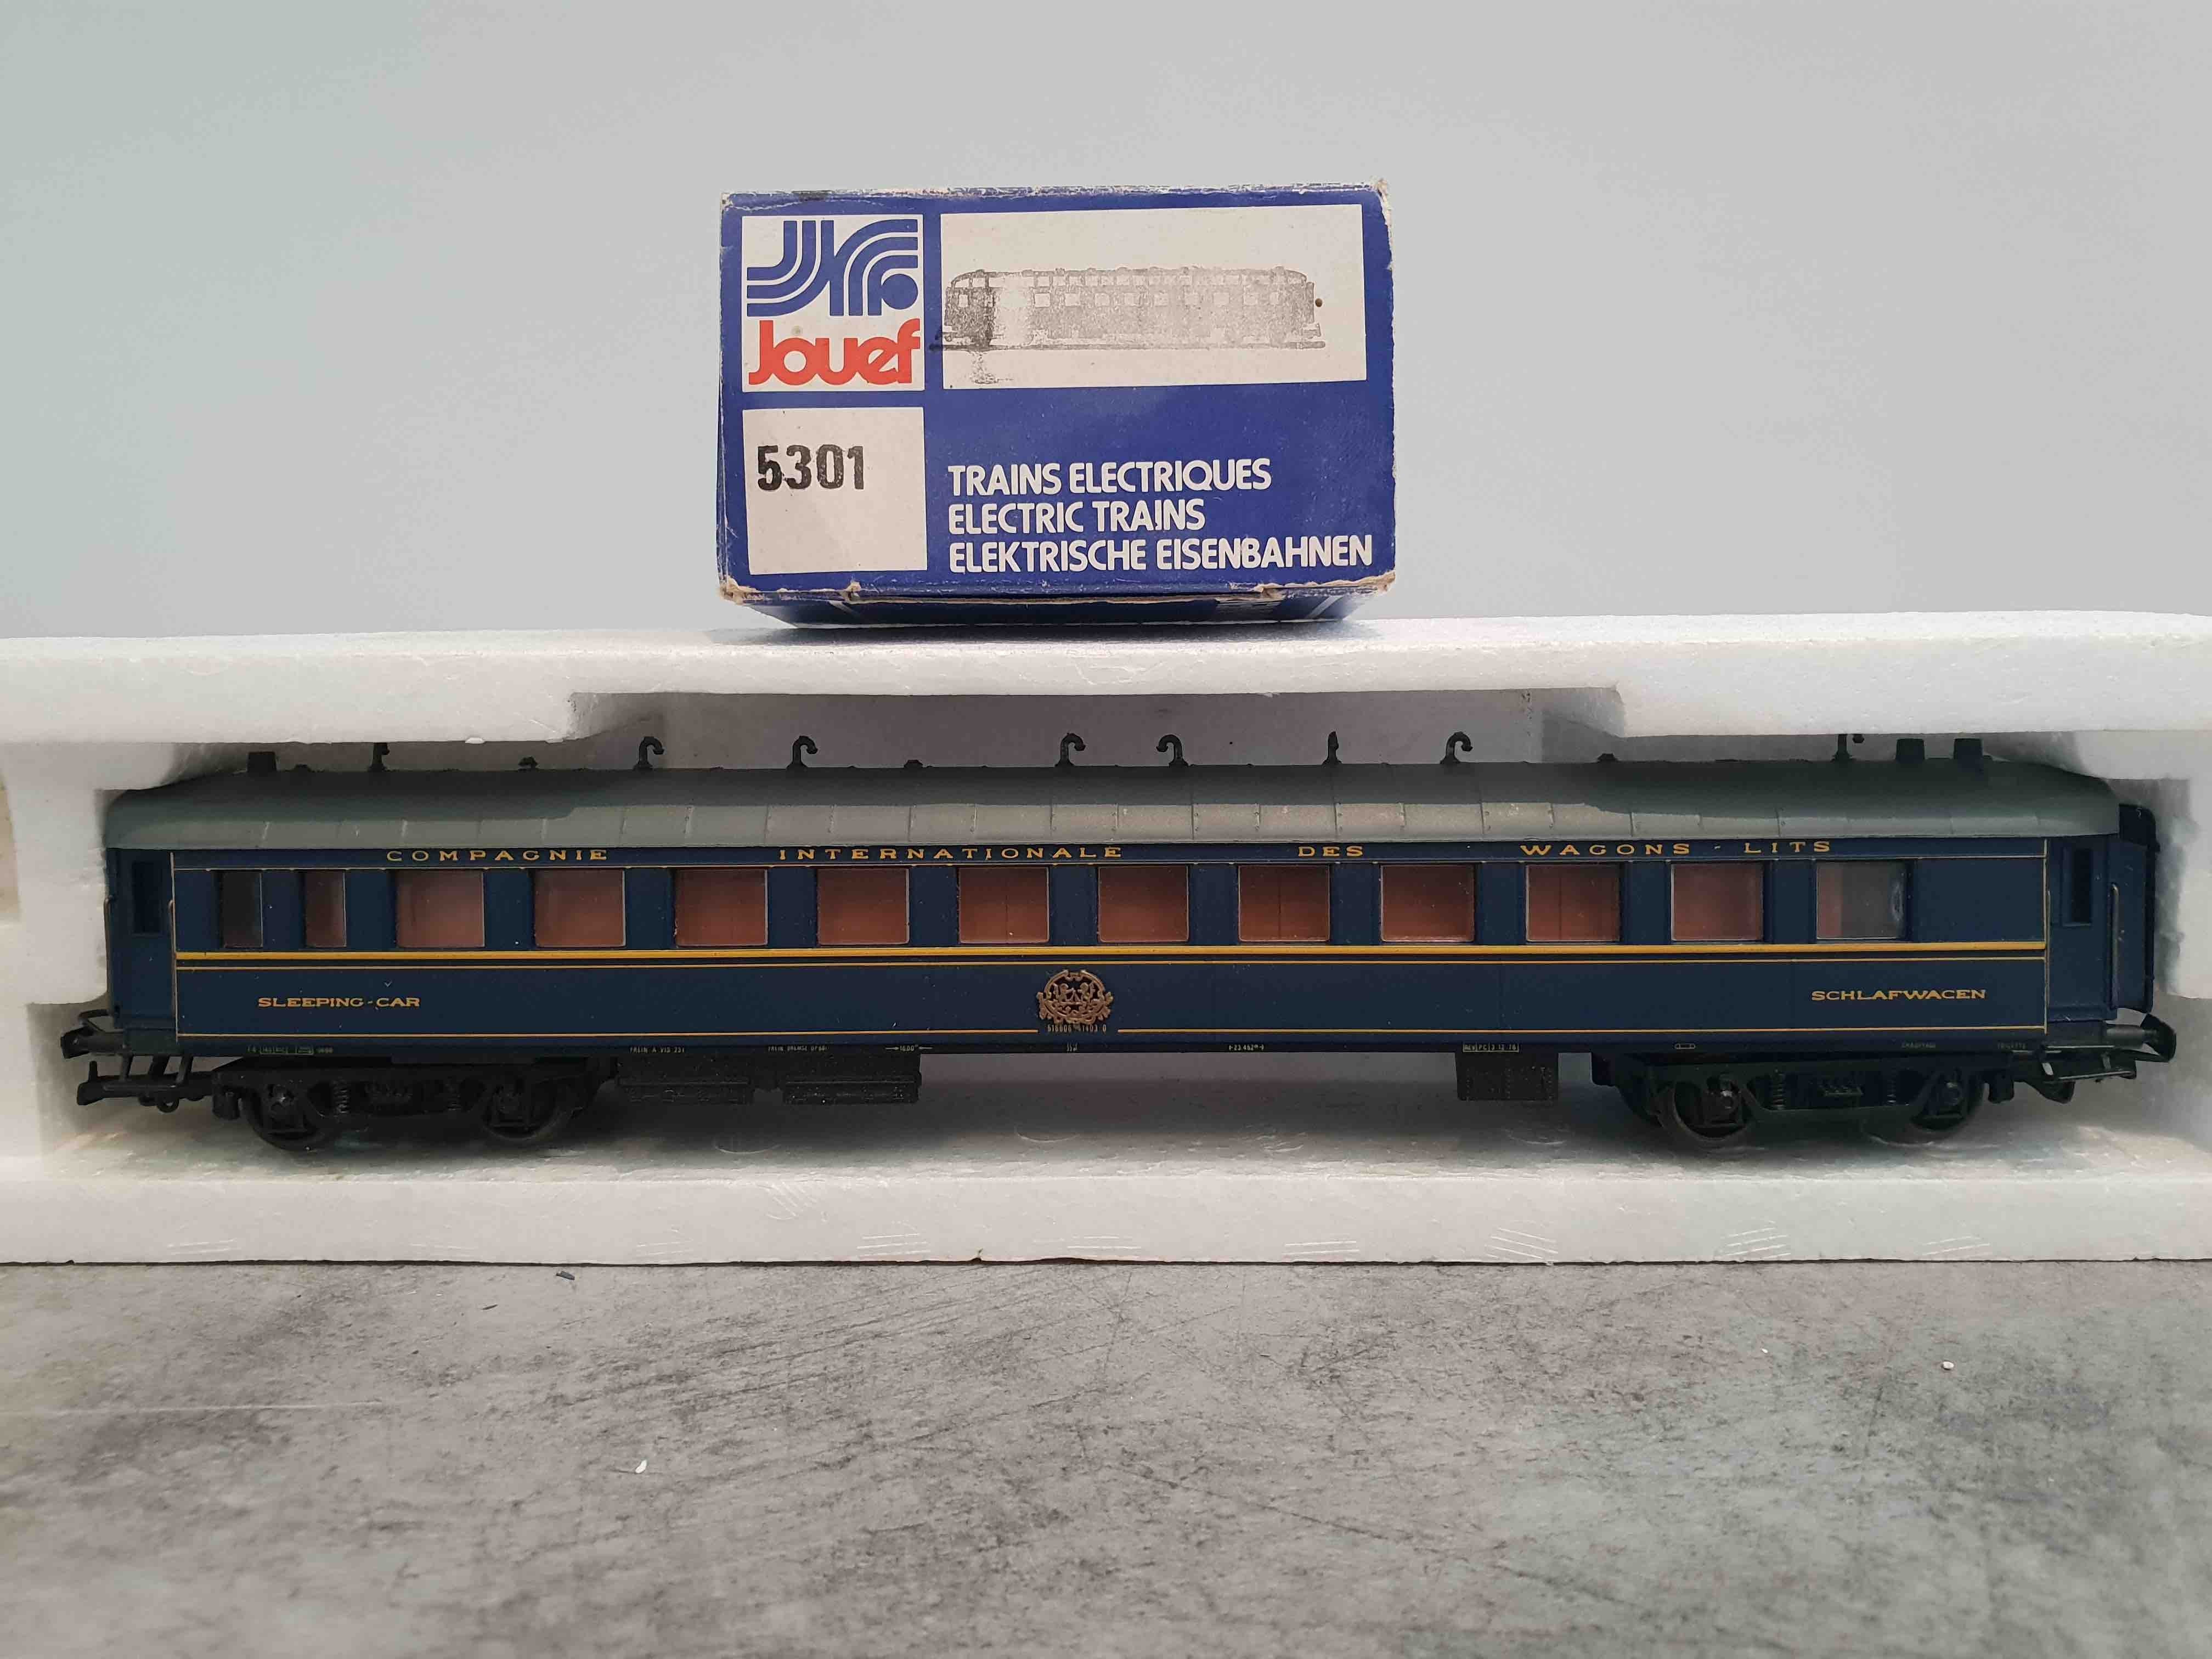 Jouef
5301
TRAINS ELECTRIQUES
ELECTRIC TRAINS
ELEKTRISCHE EISENBAHNEN
COMPAGNIE INTERNATIONALE DES WAGONS-LITS
SLEEPING-CAR
SCHLAFWAGEN